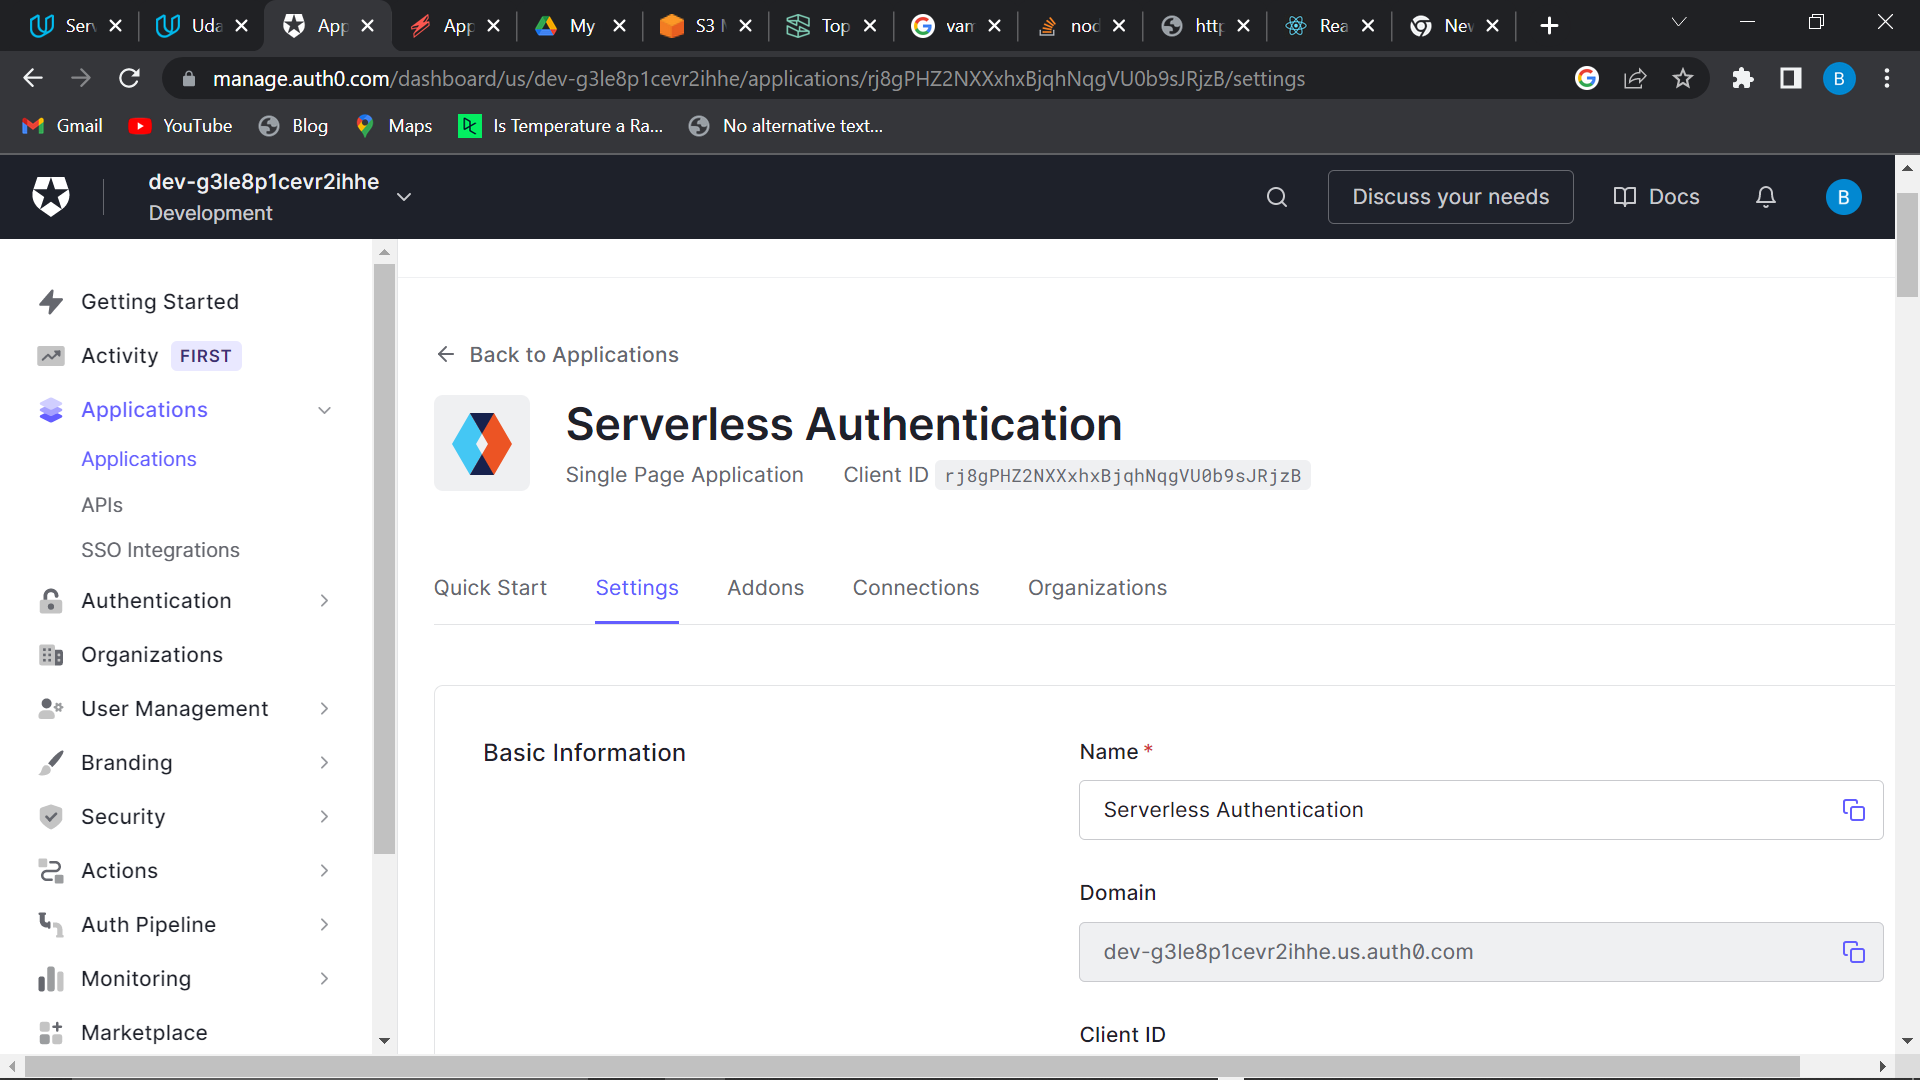 Serv
Uda
App
App
My
S3 M
Top
van
nod
http
Rea
New
manage.auth0.com/dashboard/us/dev-g3le8p1cevr2ihhe/applications/rj8gPHZ2NXXxhxBjqhNqgVU0b9sJRjzB/settings
B
Gmail
YouTube
Blog
Maps
Is Temperature a Ra...
No alternative text...
dev-g3le8p1cevr2ihhe
Development
Discuss your needs
Docs
B
Getting Started
Activity FIRST
Applications
Applications
APIs
SSO Integrations
Authentication
Organizations
User Management
Branding
Security
Actions
Auth Pipeline
Monitoring
Marketplace
Back to Applications
Serverless Authentication
Single Page Application Client ID rj8gPHZ2NXXxhxBjqhNqgVU0b9sJRjzB
Quick Start Settings Addons Connections Organizations
Basic Information
Name *
Serverless Authentication
Domain
dev-g3le8p1cevr2ihhe.us.auth0.com
Client ID